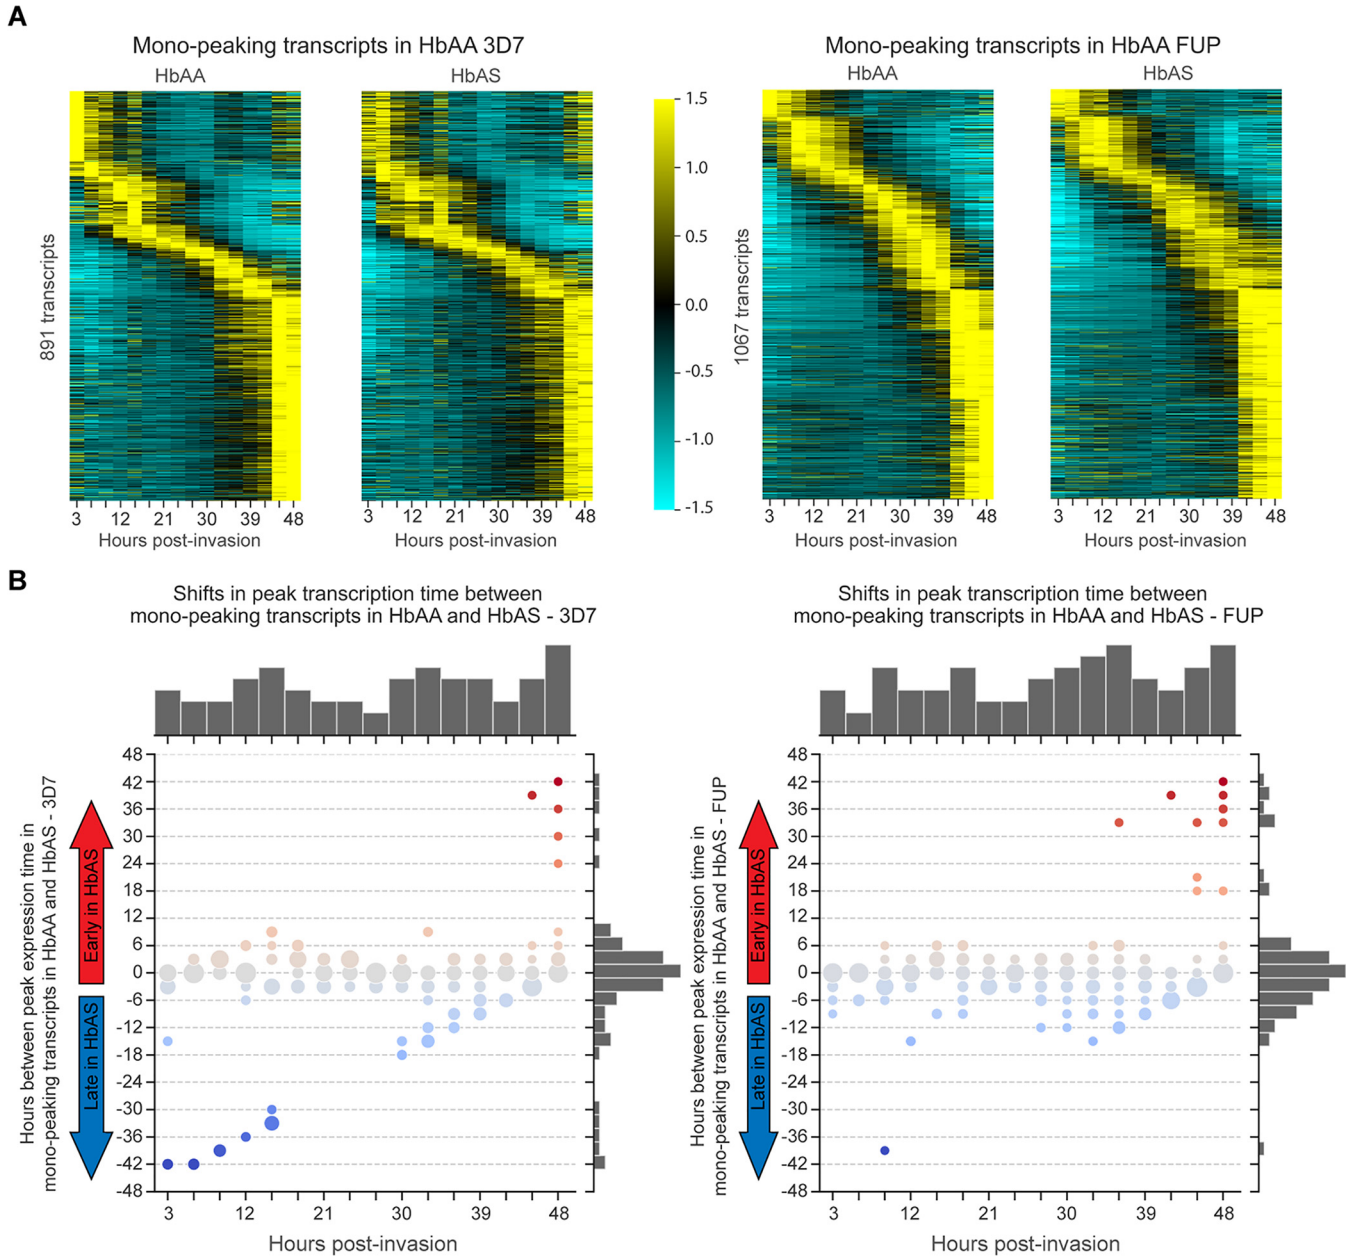 A
Mono-peaking transcripts in HbAA 3D7
HbAA
HbAS
891 transcripts
3 12 21 30 39 48
Hours post-invasion
3 12 21 30 39 48
Hours post-invasion
1.5
1.0
0.5
0.0
-0.5
-1.0
-1.5
Mono-peaking transcripts in HbAA FUP
HbAA
HbAS
1067 transcripts
3 12 21 30 39 48
Hours post-invasion
3 12 21 30 39 48
Hours post-invasion
B
Shifts in peak transcription time between
mono-peaking transcripts in HbAA and HbAS - 3D7
Hours between peak expression time in
mono-peaking transcripts in HbAA and HbAS - 3D7
Early in HbAS
Late in HbAS
48
42
36
30
24
18
12
6
0
-6
-12
-18
-24
-30
-36
-42
-48
3 12 21 30 39 48
Hours post-invasion
Shifts in peak transcription time between
mono-peaking transcripts in HbAA and HbAS - FUP
Hours between peak expression time in
mono-peaking transcripts in HbAA and HbAS - FUP
Early in HbAS
Late in HbAS
48
42
36
30
24
18
12
6
0
-6
-12
-18
-24
-30
-36
-42
-48
3 12 21 30 39 48
Hours post-invasion